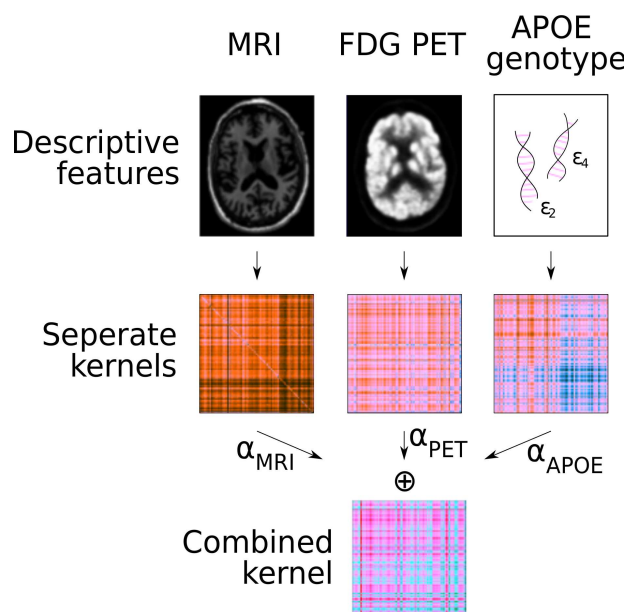 MRI
FDG PET
APOE
genotype
Descriptive
features
ε2
ε4
Seperate
kernels
αMRI
αPET
αAPOE
⊕
Combined
kernel